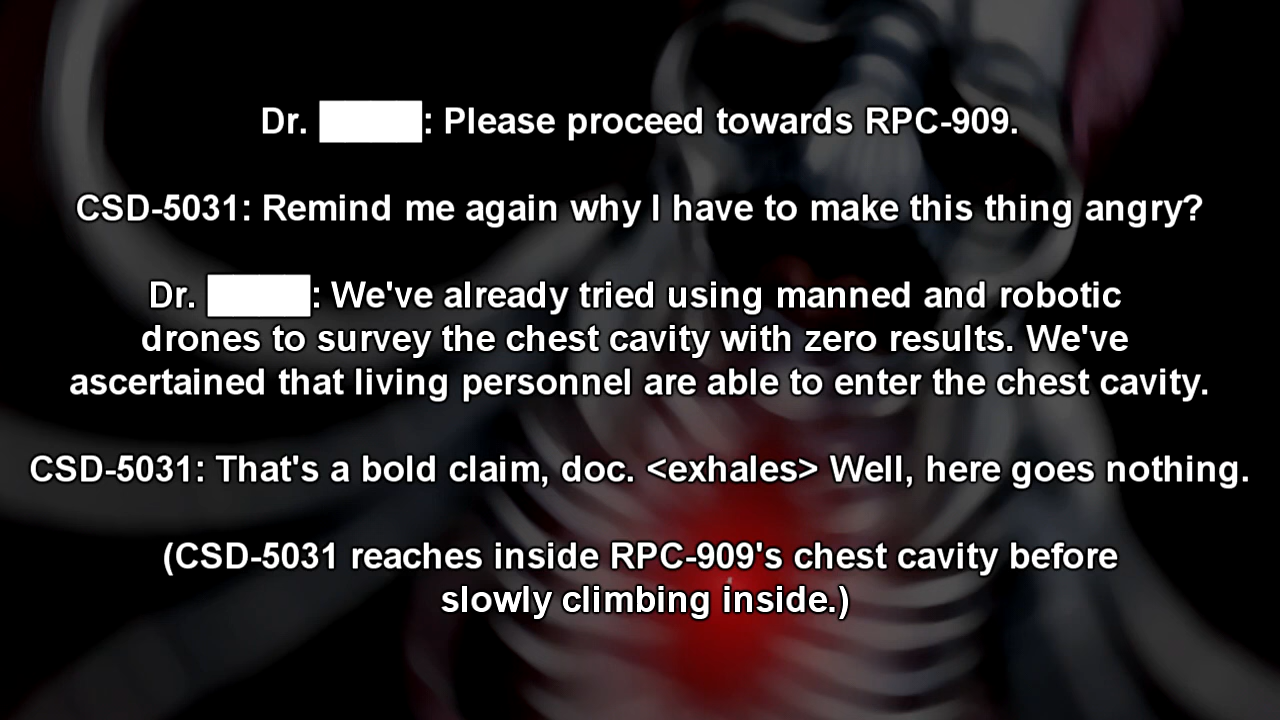 Dr. : Please proceed towards RPC-909.
CSD-5031: Remind me again why I have to make this thing angry?
Dr. : We've already tried using manned and robotic
drones to survey the chest cavity with zero results. We've
ascertained that living personnel are able to enter the chest cavity.
CSD-5031: That's a bold claim, doc. <exhales> Well, here goes nothing.
(CSD-5031 reaches inside RPC-909's chest cavity before
slowly climbing inside.)